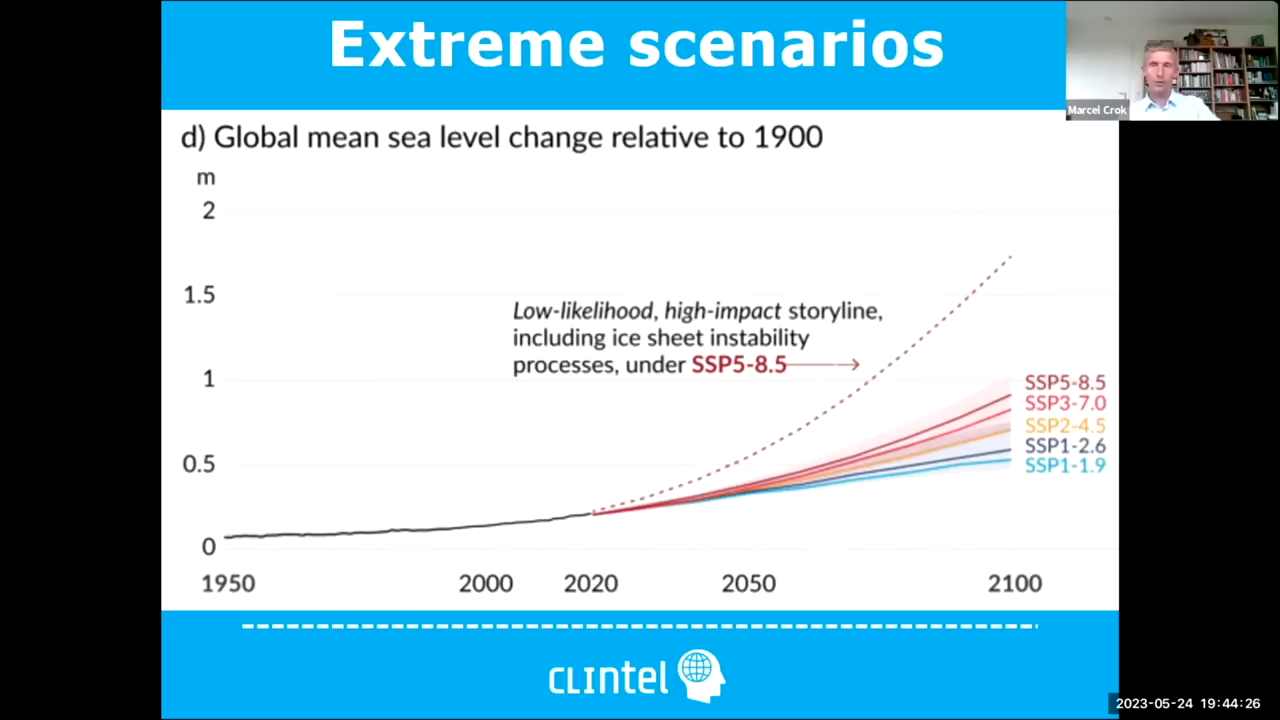 Extreme scenarios
Marcel Crok
d) Global mean sea level change relative to 1900
m
2
1.5
Low-likelihood, high-impact storyline,
including ice sheet instability
processes, under SSP5-8.5
1
SSP5-8.5
SSP3-7.0
SSP2-4.5
SSP1-2.6
SSP1-1.9
0.5
0
1950 2000 2020 2050 2100
CLIntel
2023-05-24 19:44:26